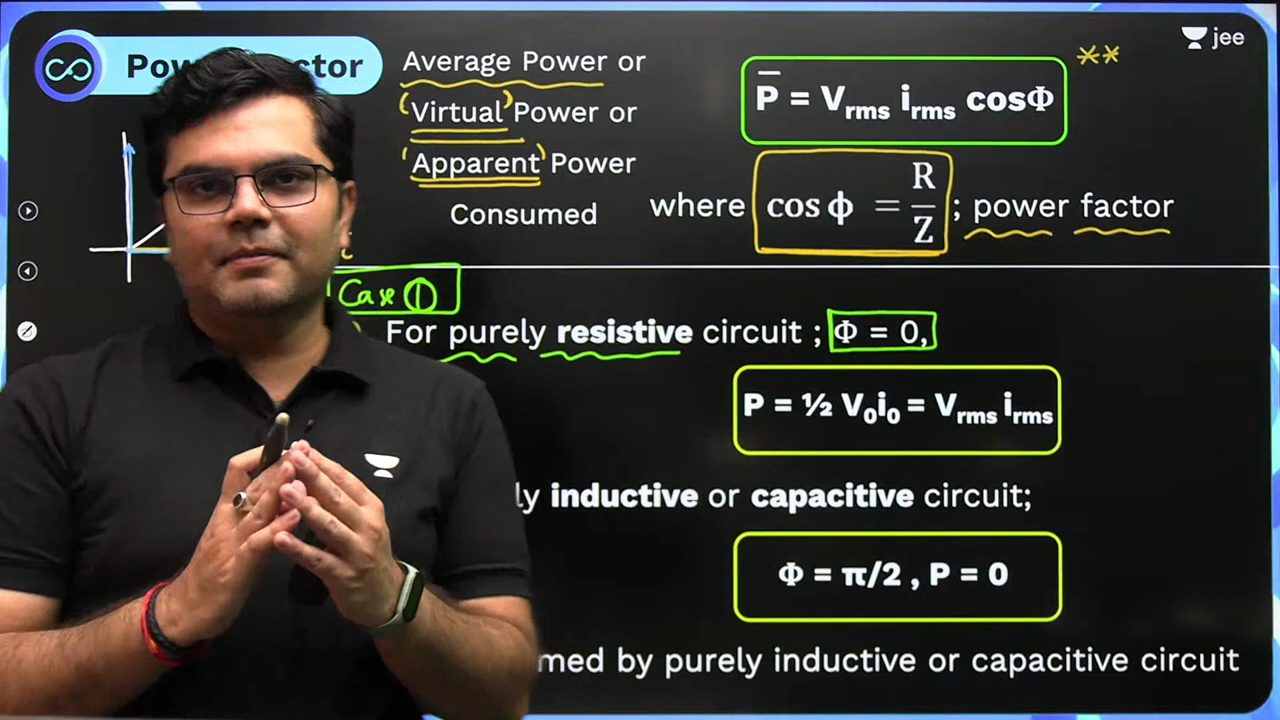 Pow ctor
Average Power or
'Virtual' Power or
'Apparent' Power
Consumed
P̅ = Vrms irms cosΦ **
where cos ϕ = R/Z ; power factor
jee
Case ①
For purely resistive circuit ; Φ = 0,
P = ½ V₀i₀ = Vrms irms
ly inductive or capacitive circuit;
Φ = π/2 , P = 0
med by purely inductive or capacitive circuit